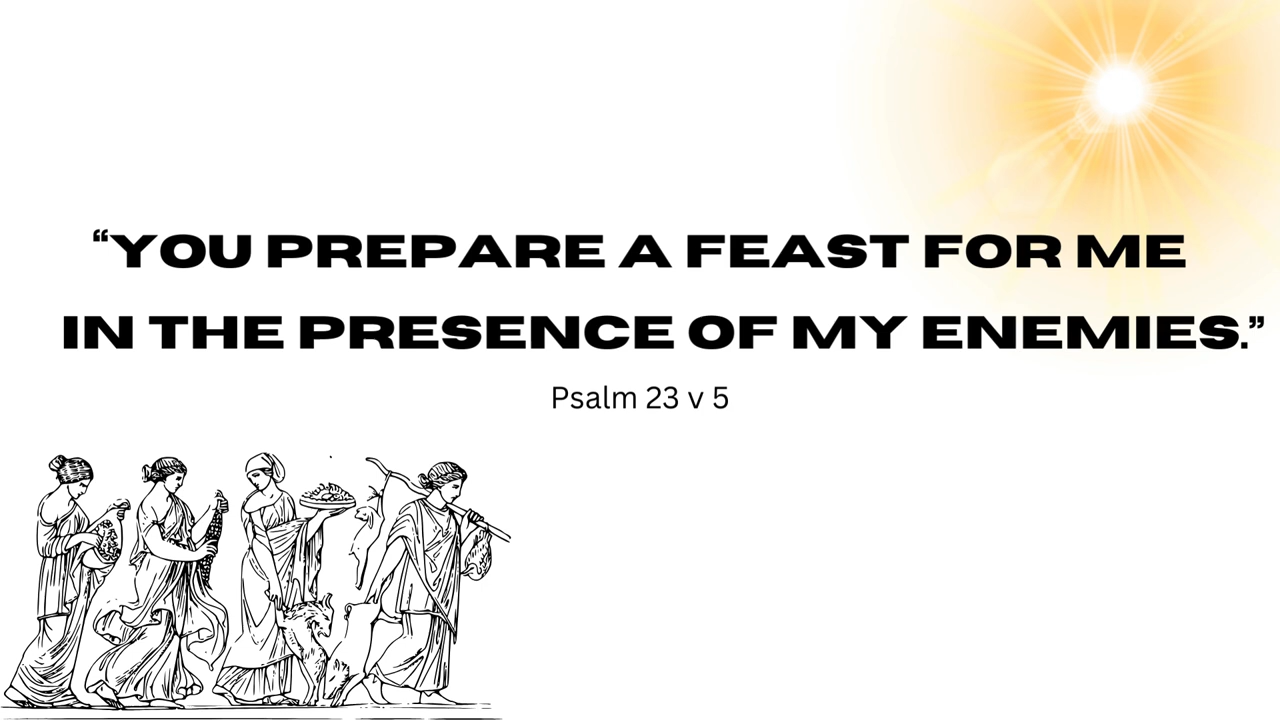 “YOU PREPARE A FEAST FOR ME
IN THE PRESENCE OF MY ENEMIES.”
Psalm 23 v 5